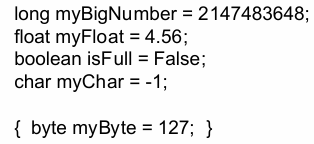 long myBigNumber = 2147483648;
float myFloat = 4.56;
boolean isFull = False;
char myChar = -1;
{ byte myByte = 127; }